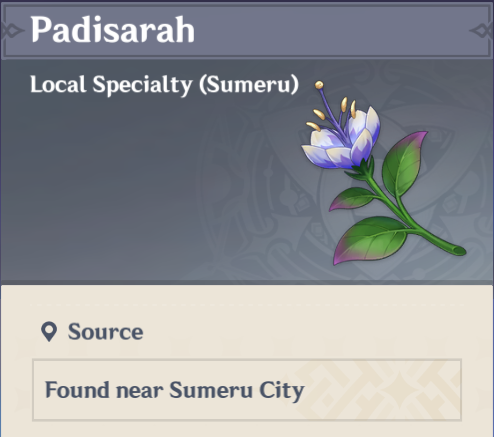 Padisarah
Local Specialty (Sumeru)
Source
Found near Sumeru City